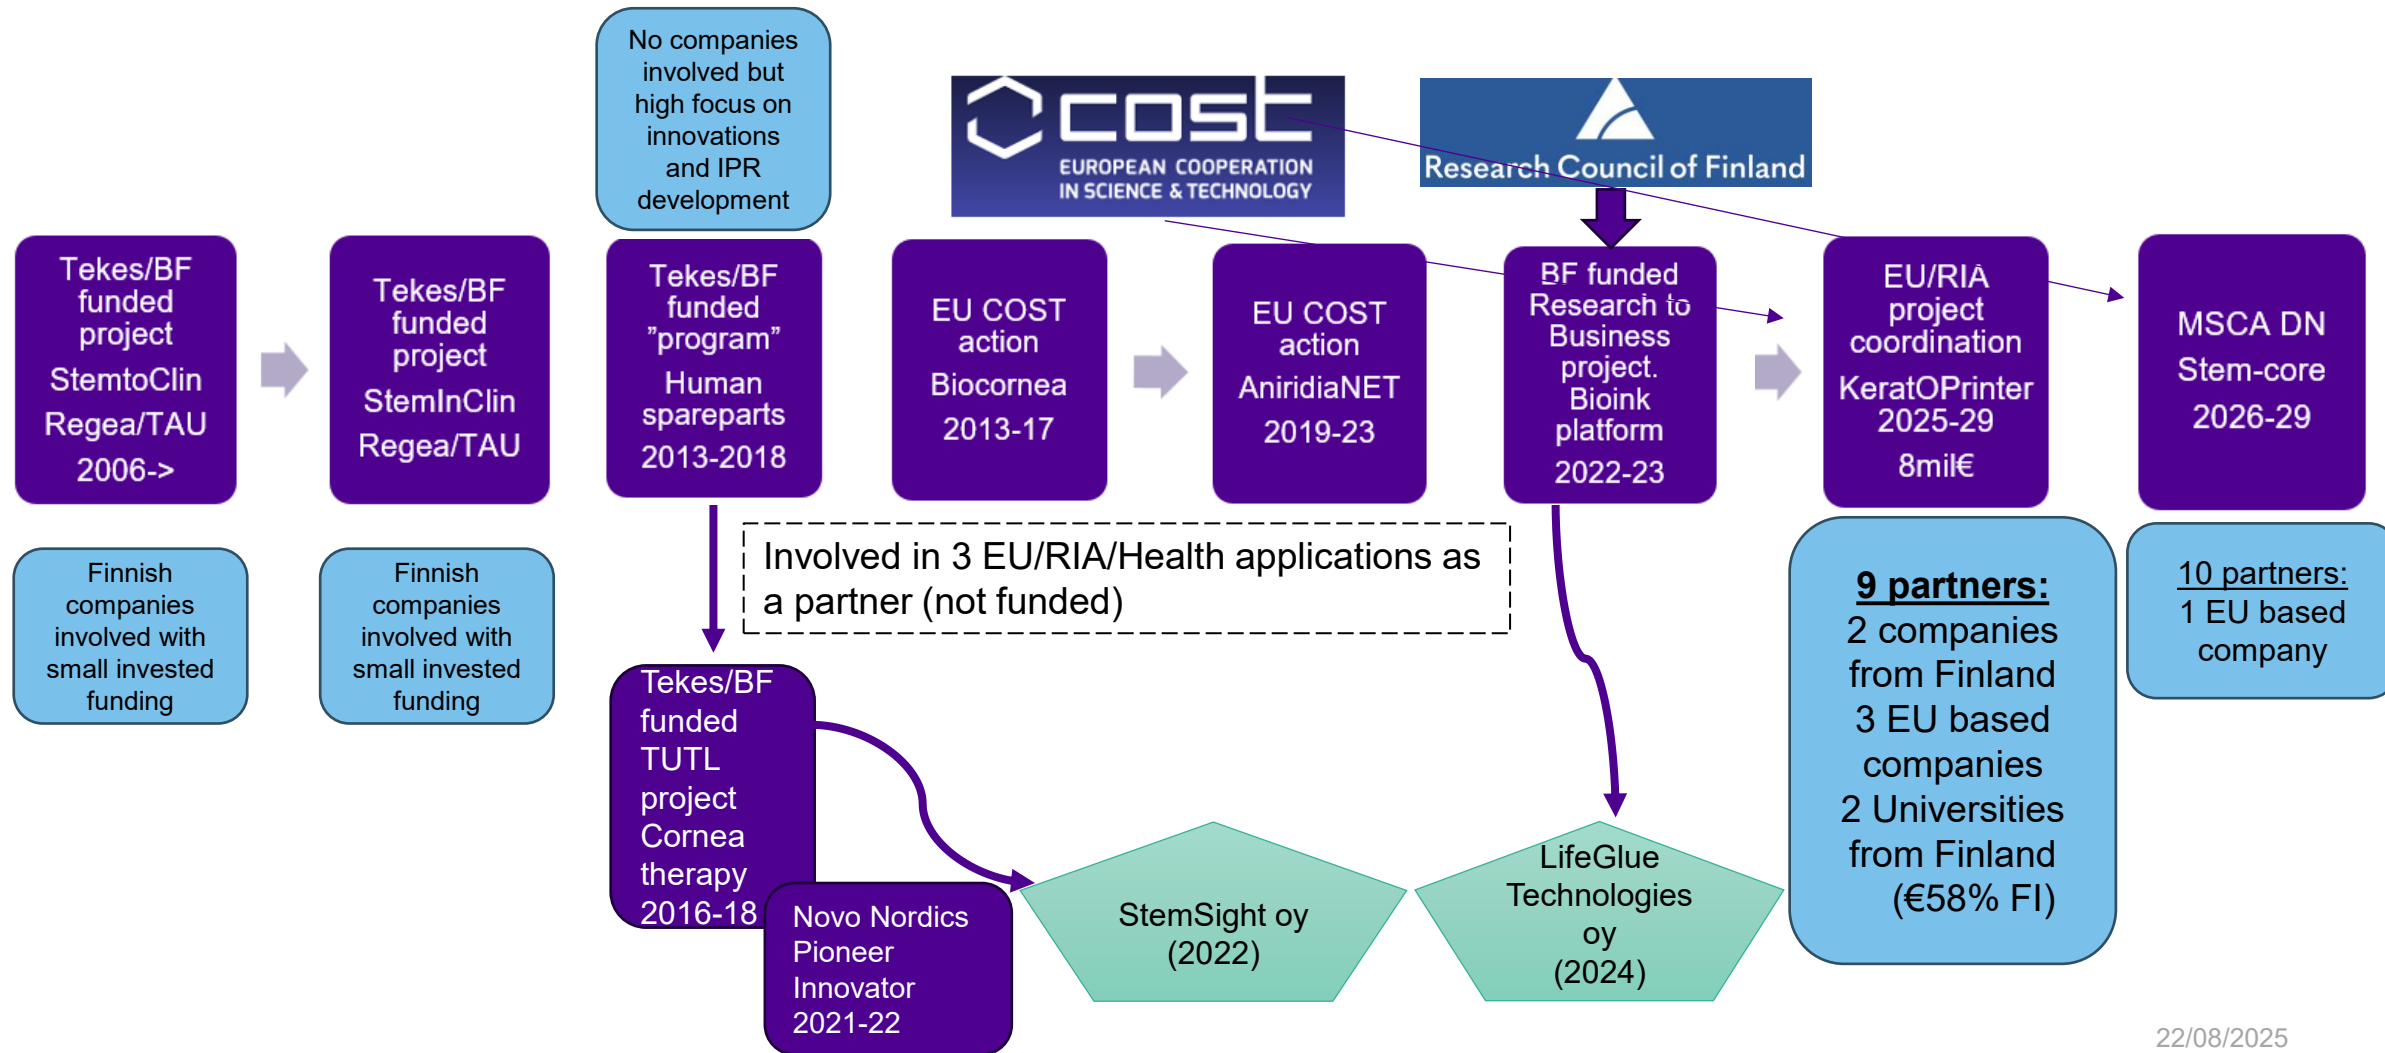 No companies
involved but
high focus on
innovations
and IPR
development
cost
EUROPEAN COOPERATION
IN SCIENCE & TECHNOLOGY
Research Council of Finland
Tekes/BF
funded
project
StemtoClin
Regea/TAU
2006->
Tekes/BF
funded
project
StemInClin
Regea/TAU
Tekes/BF
funded
”program”
Human
spareparts
2013-2018
EU COST
action
Biocornea
2013-17
EU COST
action
AniridiaNET
2019-23
BF funded
Research to
Business
project.
Bioink
platform
2022-23
EU/RIA
project
coordination
KeratOPrinter
2025-29
8mil€
MSCA DN
Stem-core
2026-29
Finnish
companies
involved with
small invested
funding
Finnish
companies
involved with
small invested
funding
Involved in 3 EU/RIA/Health applications as
a partner (not funded)
9 partners:
2 companies
from Finland
3 EU based
companies
2 Universities
from Finland
(€58% FI)
10 partners:
1 EU based
company
Tekes/BF
funded
TUTL
project
Cornea
therapy
2016-18
Novo Nordics
Pioneer
Innovator
2021-22
StemSight oy
(2022)
LifeGlue
Technologies
oy
(2024)
22/08/2025